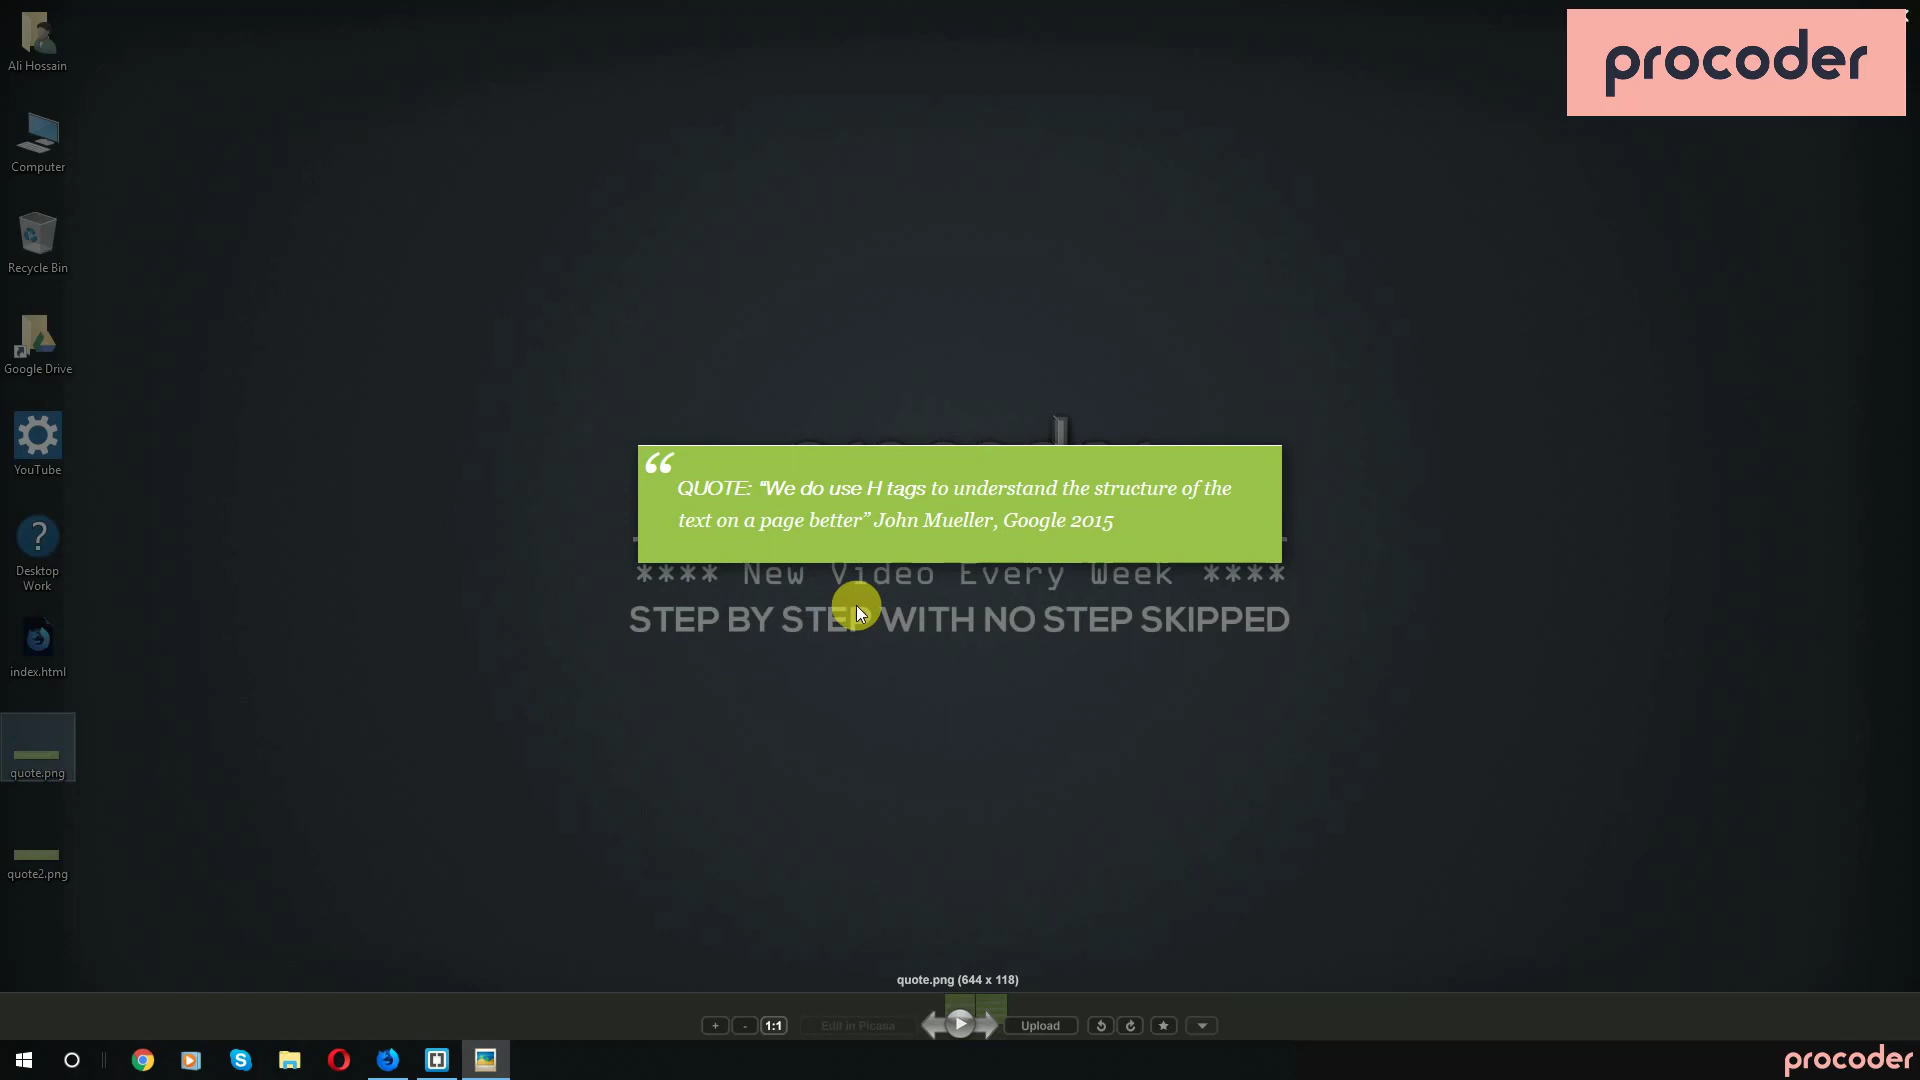 Ali Hossain
Computer
Recycle Bin
Google Drive
YouTube
Desktop
Work
index.html
quote.png
quote2.png
procoder
“
QUOTE: “We do use H tags to understand the structure of the
text on a page better” John Mueller, Google 2015
**** New Video Every Week ****
STEP BY STEP WITH NO STEP SKIPPED
quote.png (644 x 118)
+ - 1:1 Edit in Picasa Upload
procoder